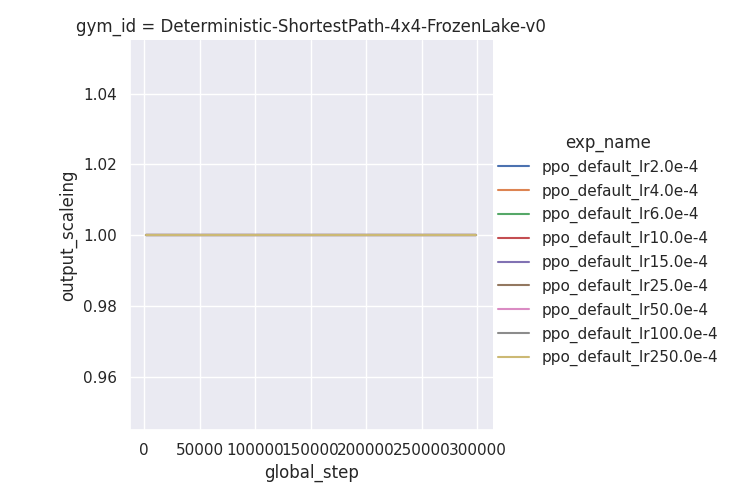 gym_id = Deterministic-ShortestPath-4x4-FrozenLake-v0
1.04
1.02
1.00
0.98
0.96
output_scaleing
0 50000 100000 150000 200000 250000 300000
global_step
exp_name
ppo_default_lr2.0e-4
ppo_default_lr4.0e-4
ppo_default_lr6.0e-4
ppo_default_lr10.0e-4
ppo_default_lr15.0e-4
ppo_default_lr25.0e-4
ppo_default_lr50.0e-4
ppo_default_lr100.0e-4
ppo_default_lr250.0e-4